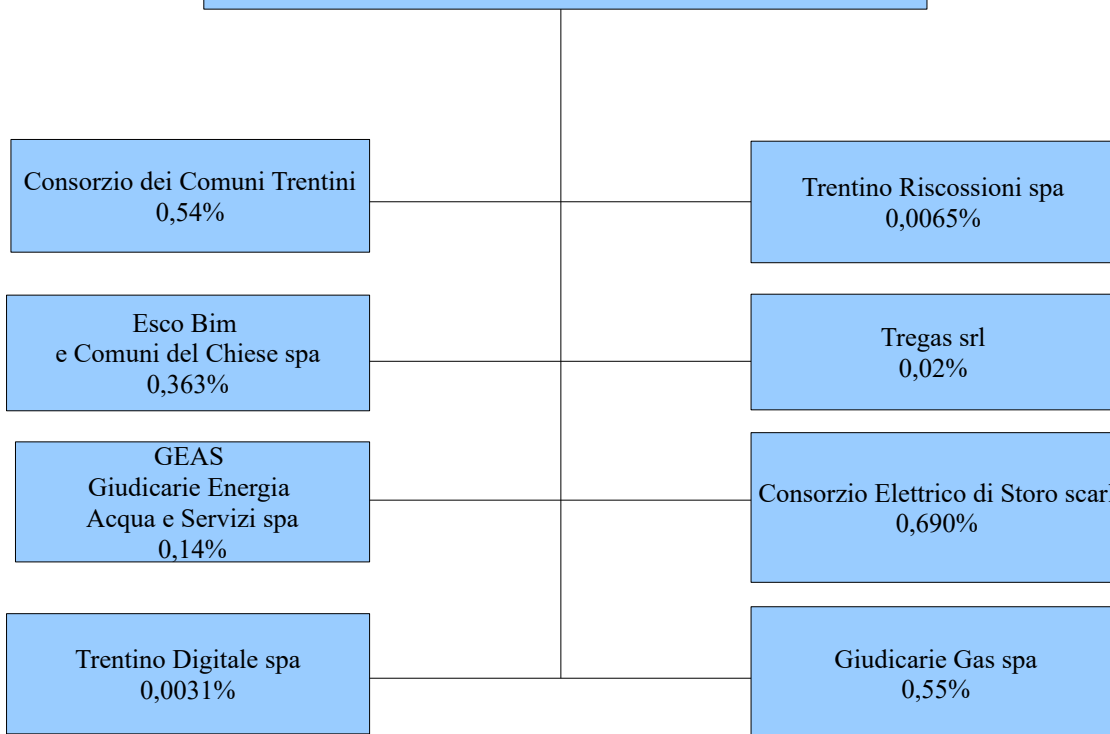 Consorzio dei Comuni Trentini
0,54%
Trentino Riscossioni spa
0,0065%
Esco Bim
e Comuni del Chiese spa
0,363%
Tregas srl
0,02%
GEAS
Giudicarie Energia
Acqua e Servizi spa
0,14%
Consorzio Elettrico di Storo scarl
0,690%
Trentino Digitale spa
0,0031%
Giudicarie Gas spa
0,55%